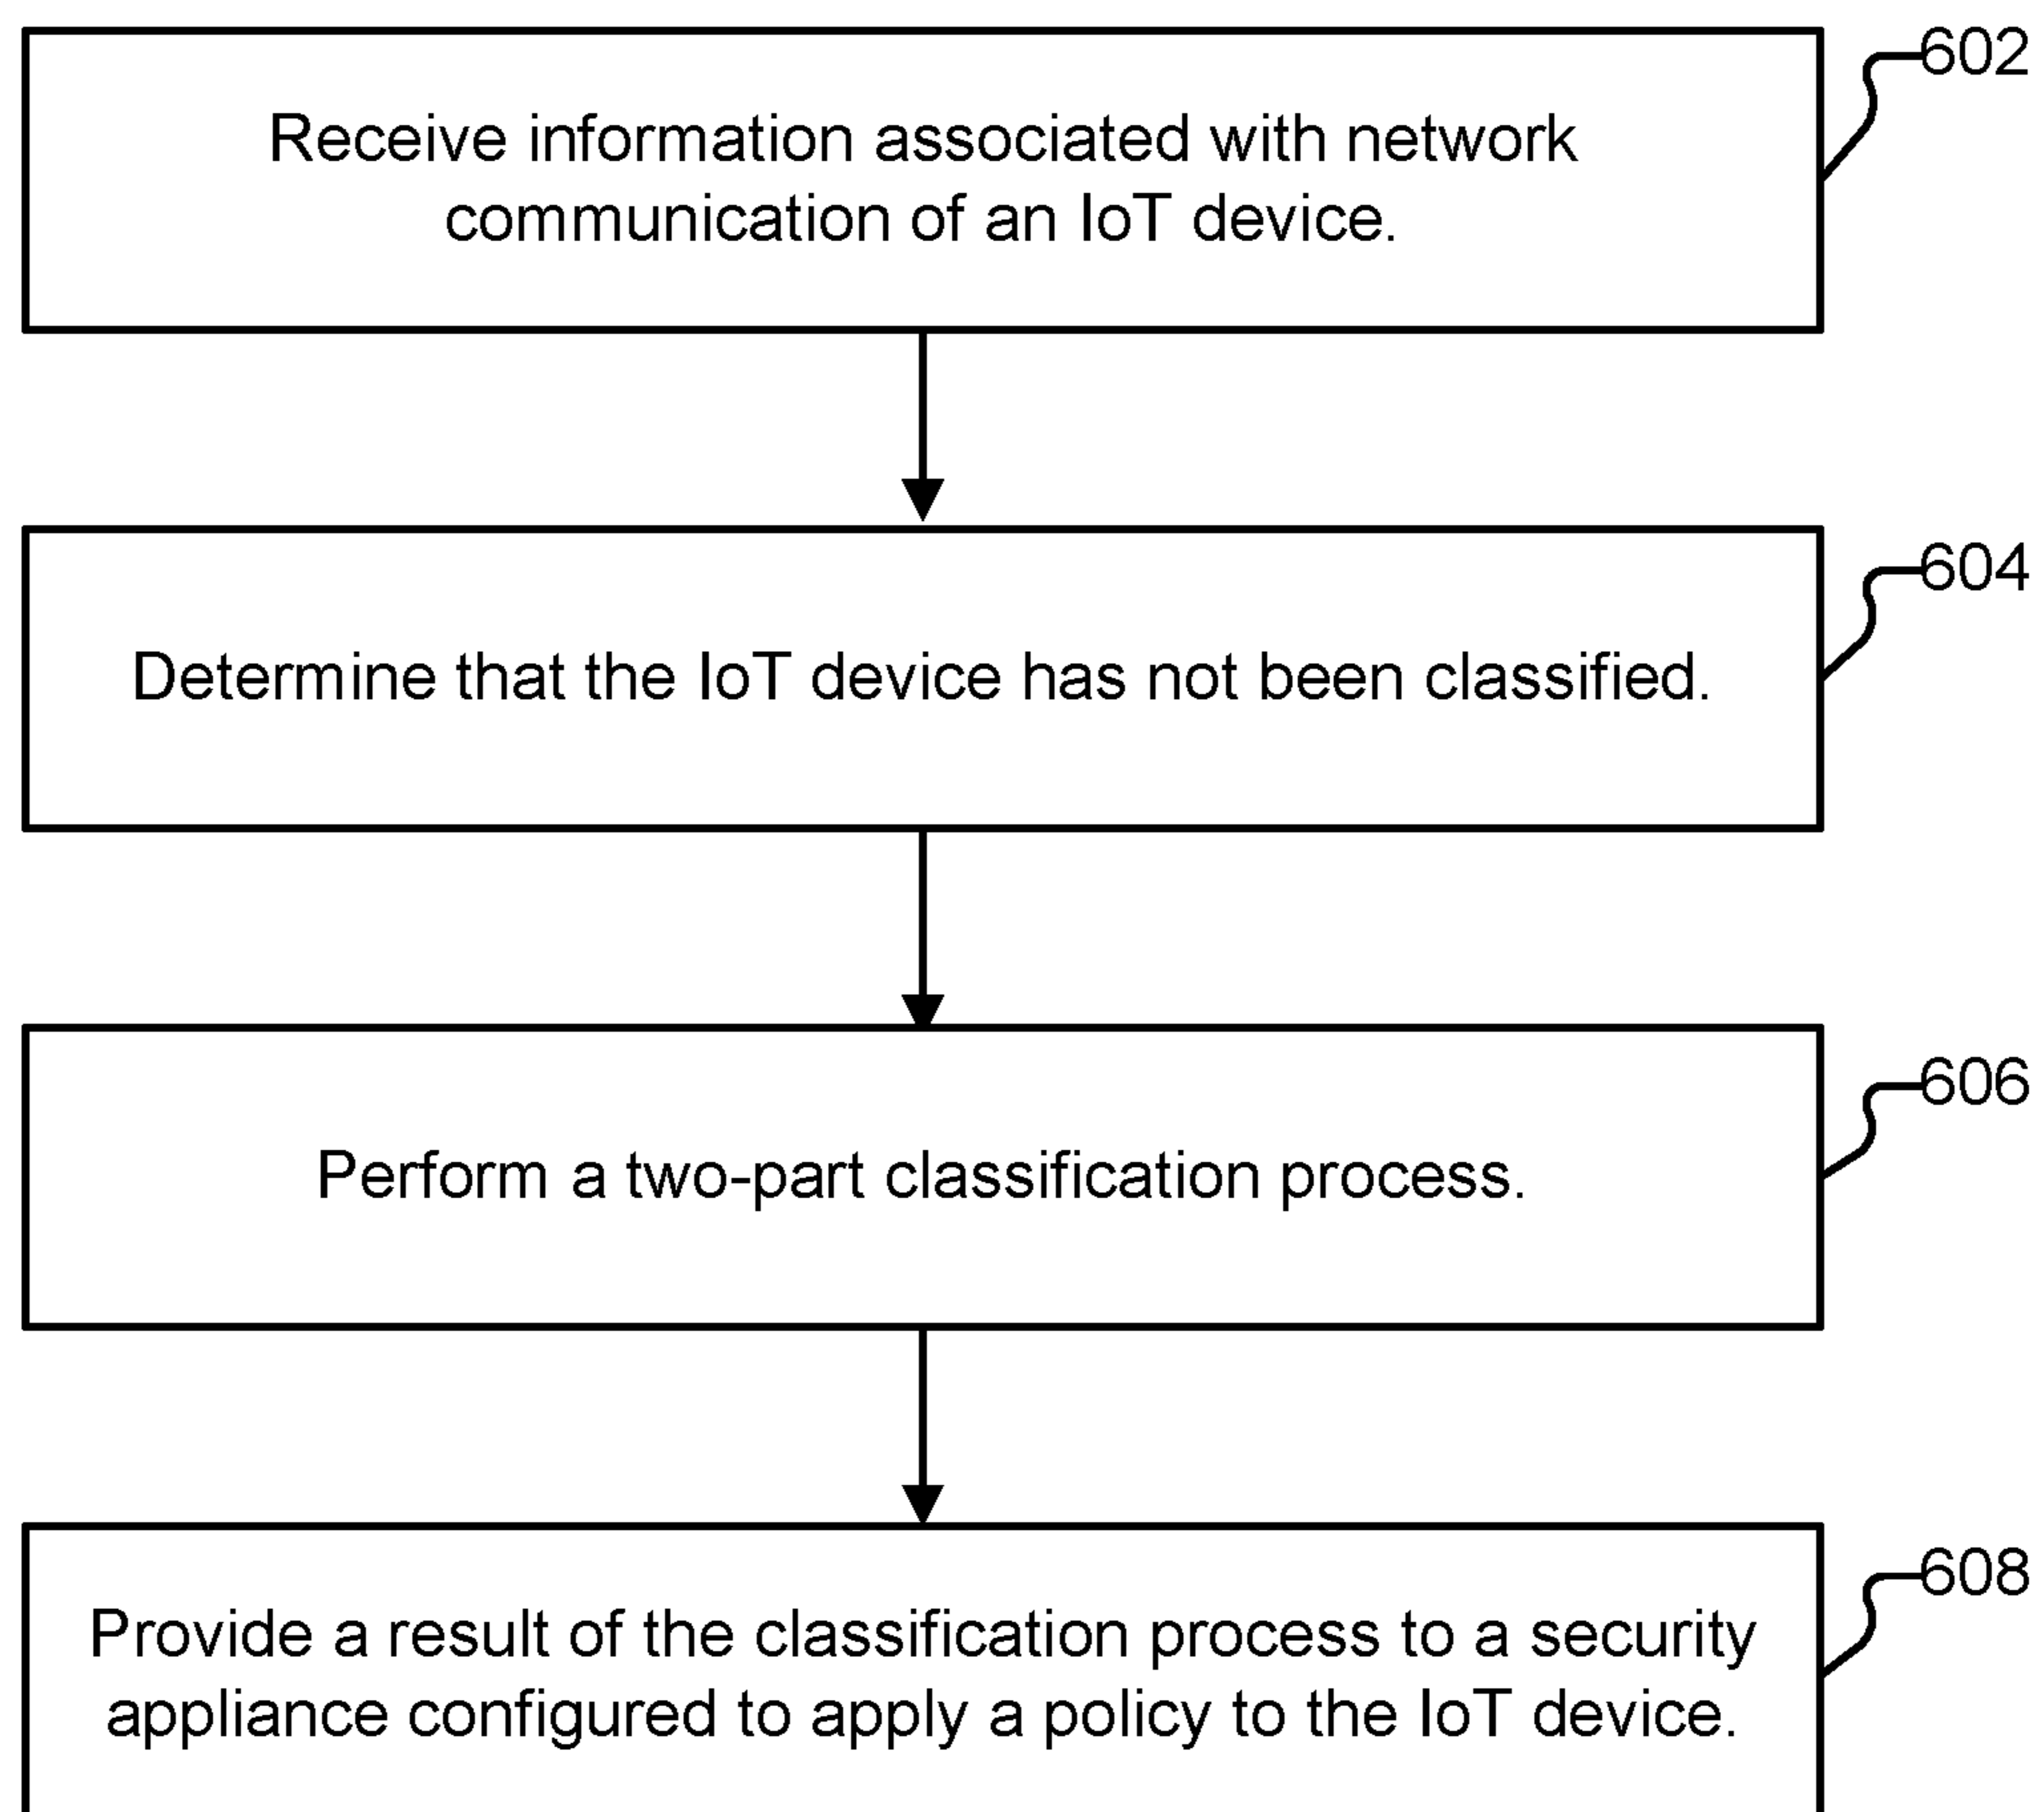 602
Receive information associated with network
communication of an IoT device.
604
Determine that the IoT device has not been classified.
606
Perform a two-part classification process.
608
Provide a result of the classification process to a security
appliance configured to apply a policy to the IoT device.